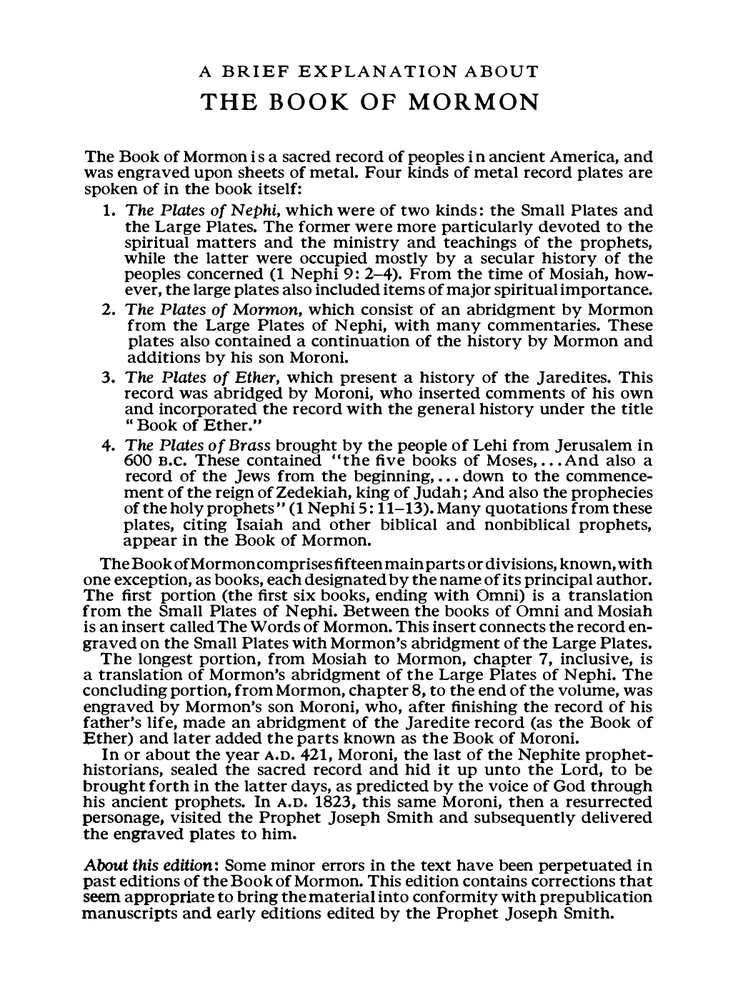 A BRIEF EXPLANATION ABOUT
THE BOOK OF MORMON
The Book of Mormon is a sacred record of peoples in ancient America, and
was engraved upon sheets of metal. Four kinds of metal record plates are
spoken of in the book itself:
1. The Plates of Nephi, which were of two kinds: the Small Plates and
the Large Plates. The former were more particularly devoted to the
spiritual matters and the ministry and teachings of the prophets,
while the latter were occupied mostly by a secular history of the
peoples concerned (1 Nephi 9: 2–4). From the time of Mosiah, how-
ever, the large plates also included items of major spiritual importance.
2. The Plates of Mormon, which consist of an abridgment by Mormon
from the Large Plates of Nephi, with many commentaries. These
plates also contained a continuation of the history by Mormon and
additions by his son Moroni.
3. The Plates of Ether, which present a history of the Jaredites. This
record was abridged by Moroni, who inserted comments of his own
and incorporated the record with the general history under the title
"Book of Ether."
4. The Plates of Brass brought by the people of Lehi from Jerusalem in
600 B.C. These contained "the five books of Moses, . . . And also a
record of the Jews from the beginning, . . . down to the commence-
ment of the reign of Zedekiah, king of Judah; And also the prophecies
of the holy prophets" (1 Nephi 5: 11–13). Many quotations from these
plates, citing Isaiah and other biblical and nonbiblical prophets,
appear in the Book of Mormon.
The Book of Mormon comprises fifteen main parts or divisions, known, with
one exception, as books, each designated by the name of its principal author.
The first portion (the first six books, ending with Omni) is a translation
from the Small Plates of Nephi. Between the books of Omni and Mosiah
is an insert called The Words of Mormon. This insert connects the record en-
graved on the Small Plates with Mormon's abridgment of the Large Plates.
The longest portion, from Mosiah to Mormon, chapter 7, inclusive, is
a translation of Mormon's abridgment of the Large Plates of Nephi. The
concluding portion, from Mormon, chapter 8, to the end of the volume, was
engraved by Mormon's son Moroni, who, after finishing the record of his
father's life, made an abridgment of the Jaredite record (as the Book of
Ether) and later added the parts known as the Book of Moroni.
In or about the year A.D. 421, Moroni, the last of the Nephite prophet-
historians, sealed the sacred record and hid it up unto the Lord, to be
brought forth in the latter days, as predicted by the voice of God through
his ancient prophets. In A.D. 1823, this same Moroni, then a resurrected
personage, visited the Prophet Joseph Smith and subsequently delivered
the engraved plates to him.
About this edition: Some minor errors in the text have been perpetuated in
past editions of the Book of Mormon. This edition contains corrections that
seem appropriate to bring the material into conformity with prepublication
manuscripts and early editions edited by the Prophet Joseph Smith.